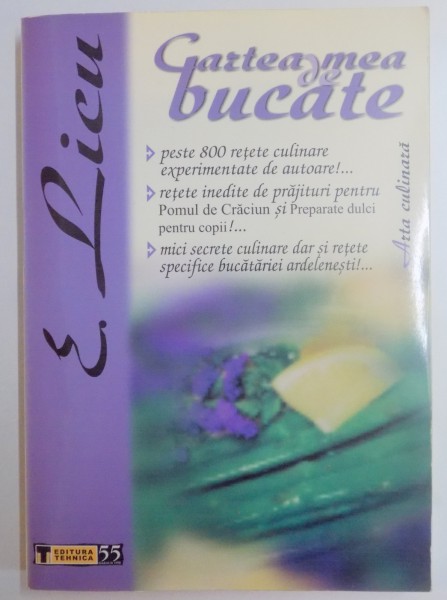 E. Licu
Cartea mea
de
bucate
peste 800 rețete culinare
experimentate de autoare!...
rețete inedite de prăjituri pentru
Pomul de Crăciun și Preparate dulci
pentru copii!...
mici secrete culinare dar și rețete
specifice bucătăriei ardelenești!...
Arta culinară
T EDITURA
TEHNICA
55